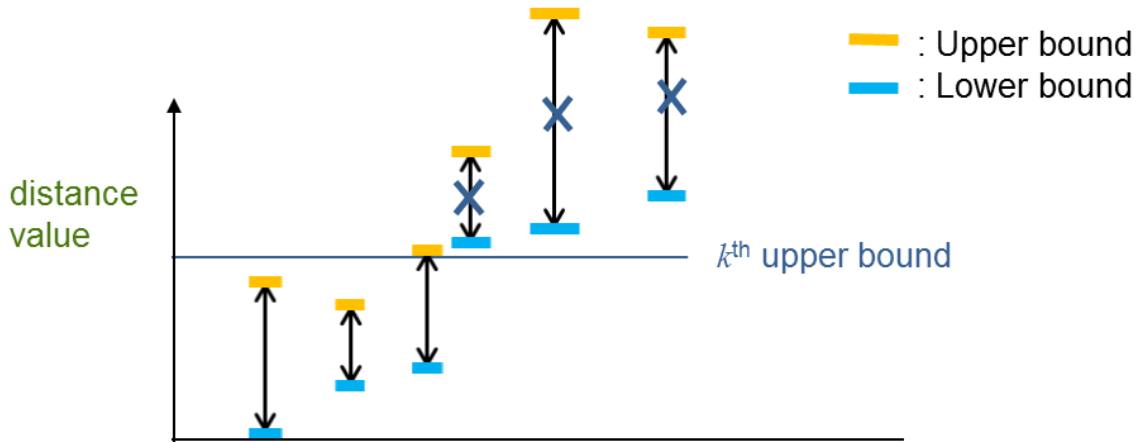 : Upper bound
: Lower bound
distance
value
kth upper bound